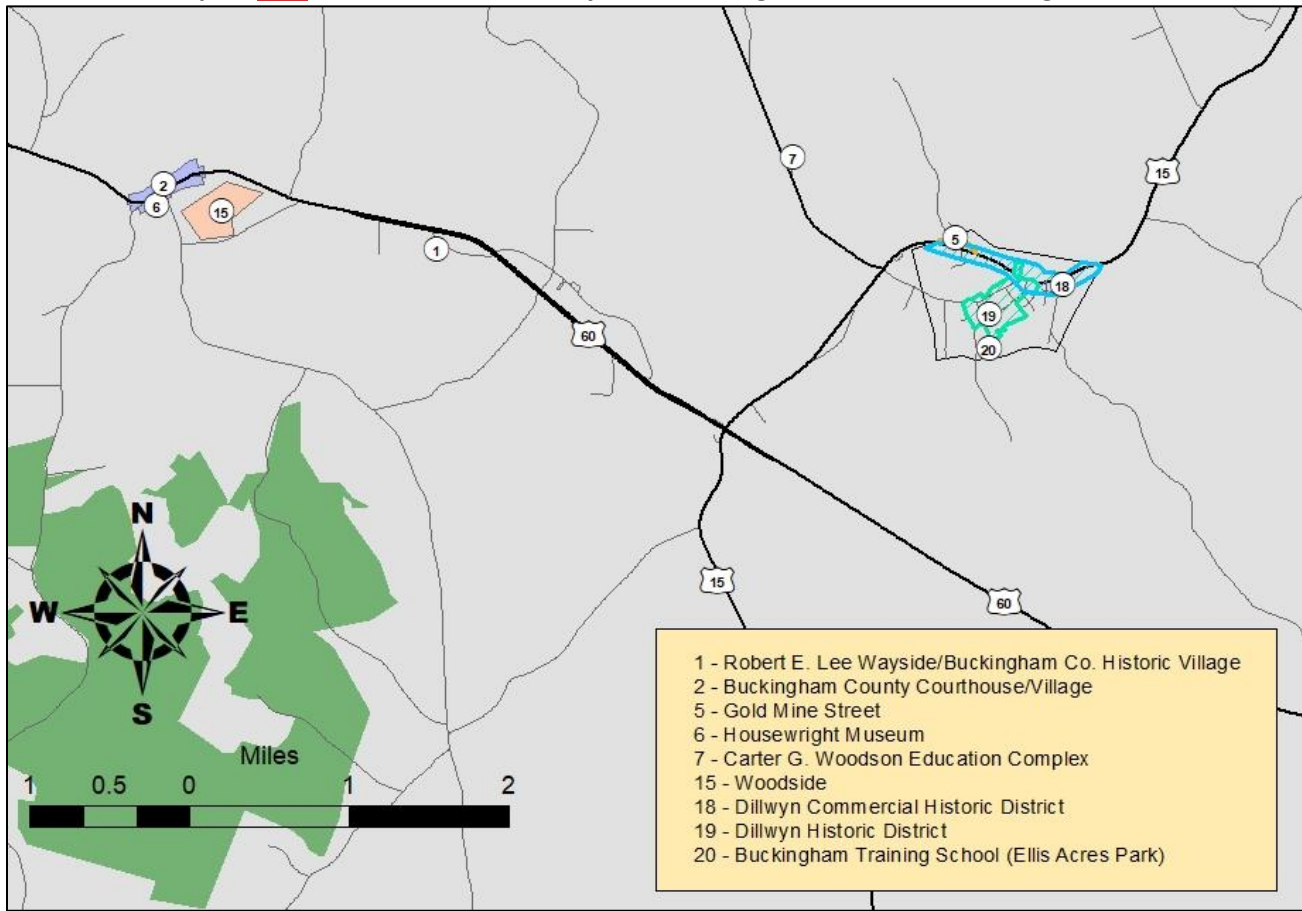 7
15
2
6
15
1
5
18
19
20
60
15
60
N
W E
S
Miles
1 0.5 0 1 2
1 - Robert E. Lee Wayside/Buckingham Co. Historic Village
2 - Buckingham County Courthouse/Village
5 - Gold Mine Street
6 - Housewright Museum
7 - Carter G. Woodson Education Complex
15 - Woodside
18 - Dillwyn Commercial Historic District
19 - Dillwyn Historic District
20 - Buckingham Training School (Ellis Acres Park)